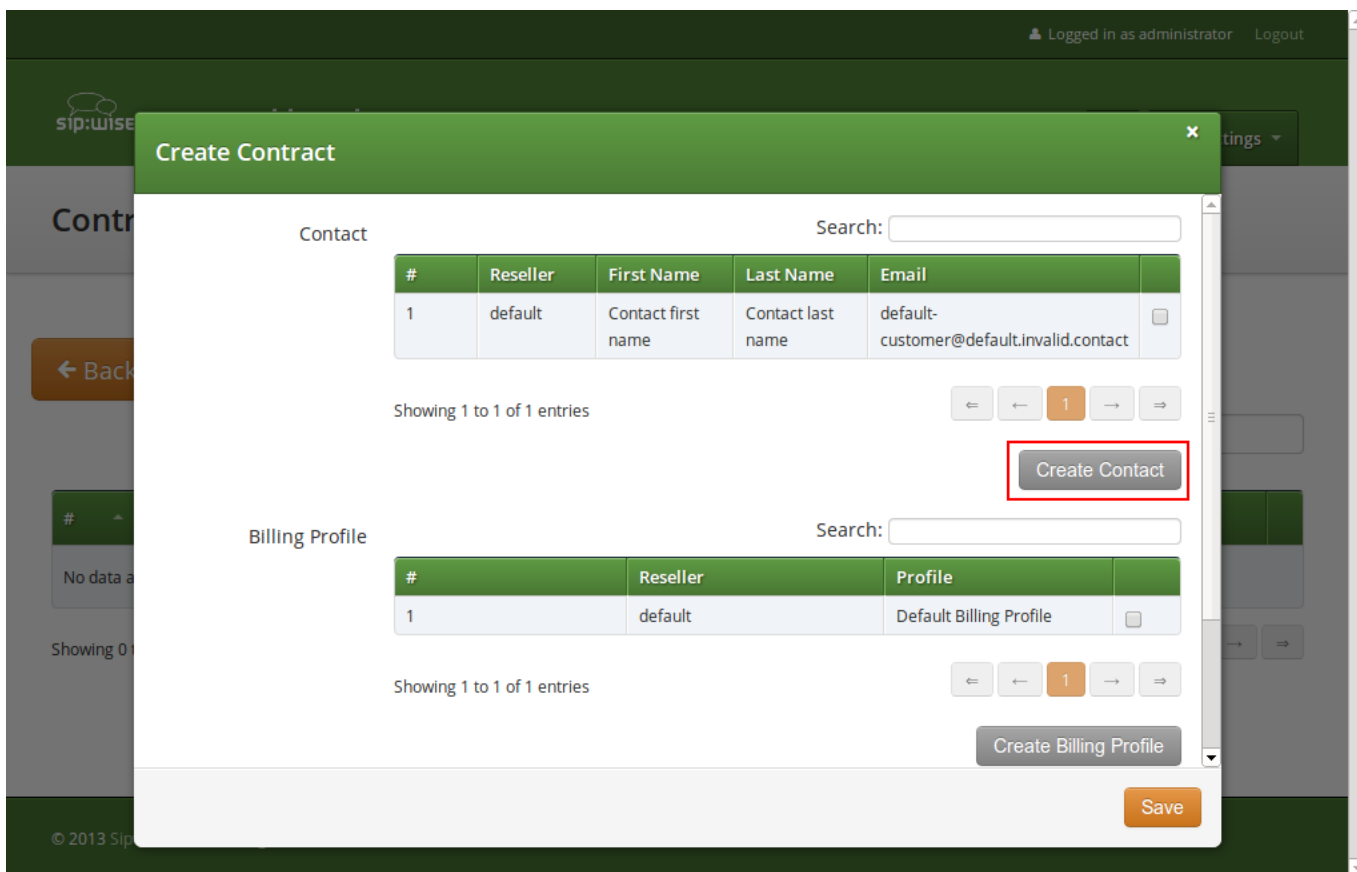 Logged in as administrator Logout
sip:wise
tings
Create Contract ×
Contr
Contact
Search:
# Reseller First Name Last Name Email
1 default Contact first name Contact last name default-customer@default.invalid.contact
Back
Showing 1 to 1 of 1 entries
⇐ ← 1 → ⇒
Create Contact
#
Billing Profile
Search:
# Reseller Profile
No data a
1 default Default Billing Profile
Showing 0 t
→ ⇒
Showing 1 to 1 of 1 entries
⇐ ← 1 → ⇒
Create Billing Profile
Save
© 2013 Sip